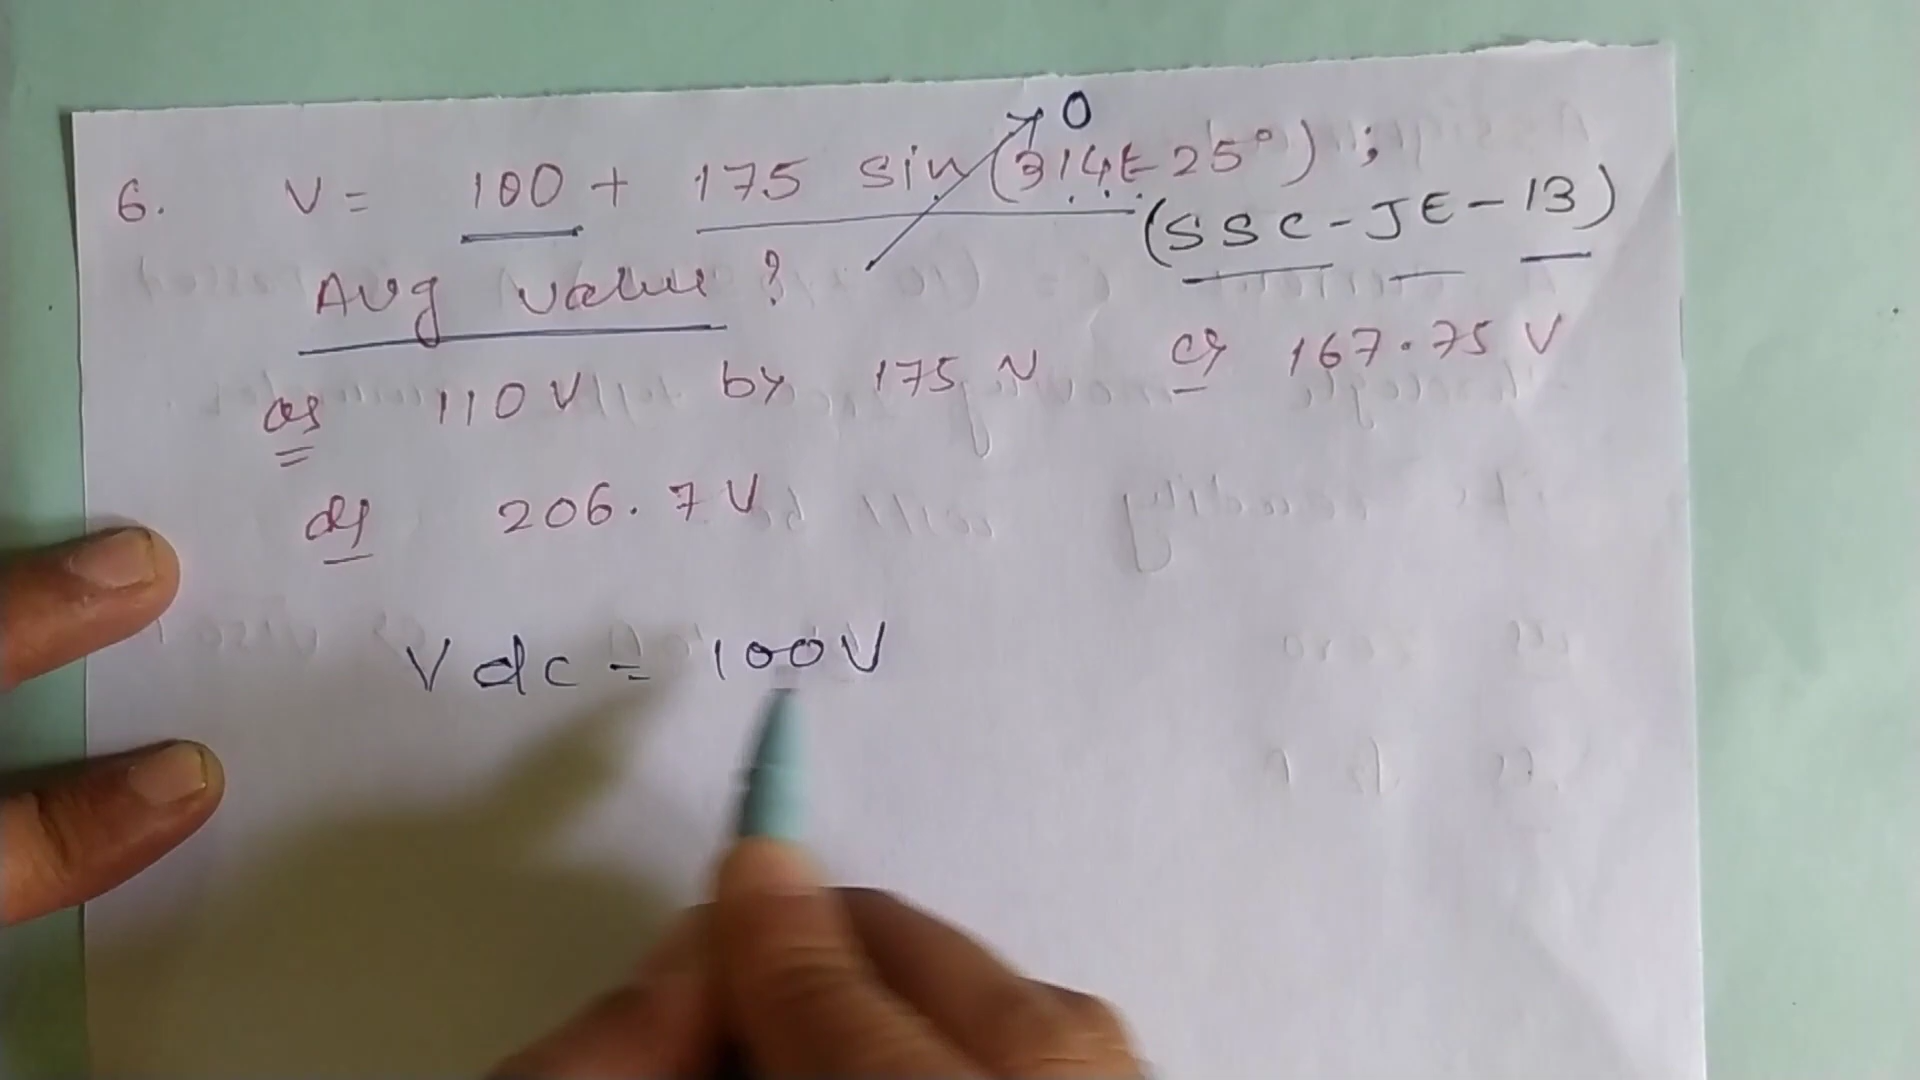 0
6. V = 100 + 175 sin (314t - 25°) ;
(SSC - JE - 13)
Avg value ?
a) 110 V b) 175 V c) 167.75 V
d) 206.7 V
V dc = 100V